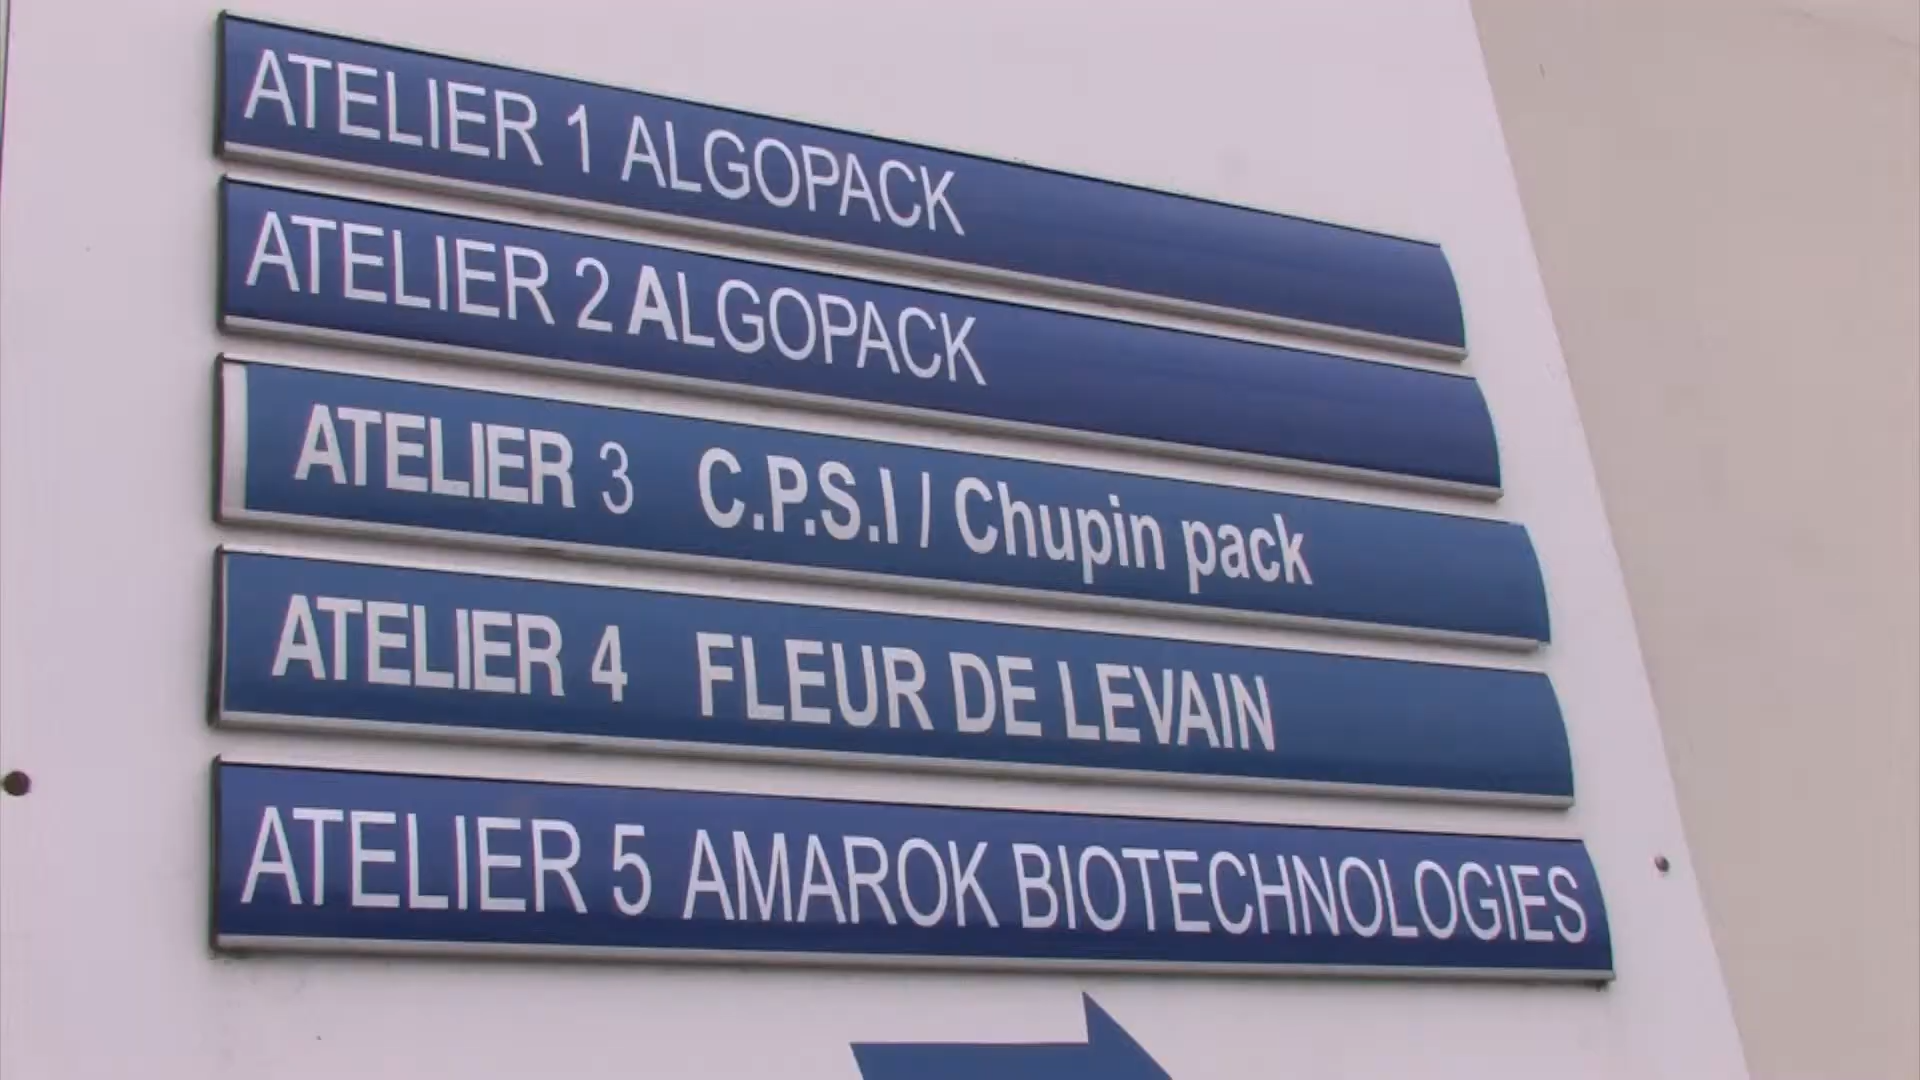 ATELIER 1 ALGOPACK
ATELIER 2 ALGOPACK
ATELIER 3 C.P.S.I / Chupin pack
ATELIER 4 FLEUR DE LEVAIN
ATELIER 5 AMAROK BIOTECHNOLOGIES